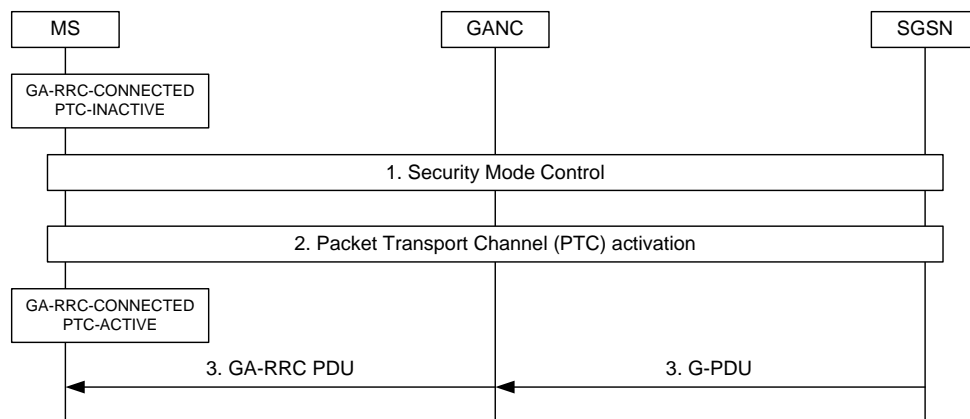 MS
GANC
SGSN
GA-RRC-CONNECTED
PTC-INACTIVE
1. Security Mode Control
2. Packet Transport Channel (PTC) activation
GA-RRC-CONNECTED
PTC-ACTIVE
3. GA-RRC PDU
3. G-PDU